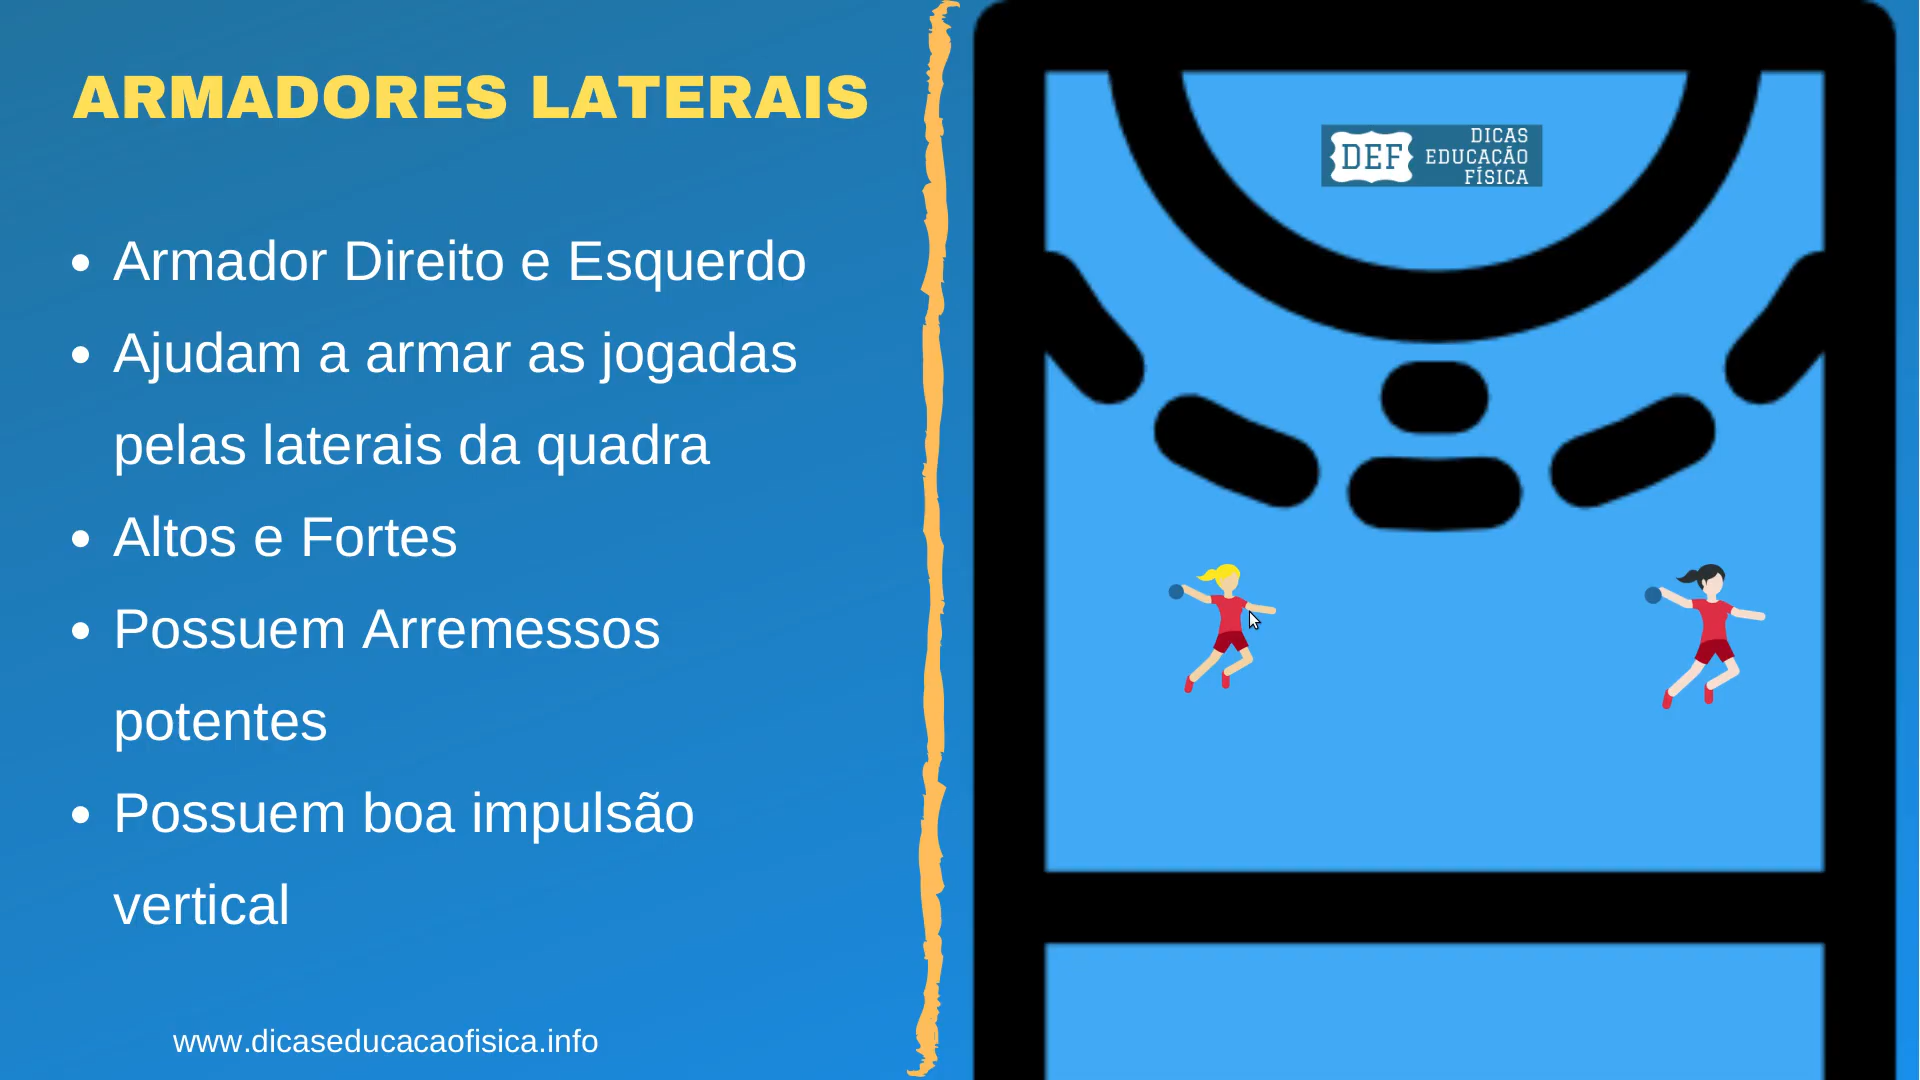 ARMADORES LATERAIS
• Armador Direito e Esquerdo
• Ajudam a armar as jogadas
pelas laterais da quadra
• Altos e Fortes
• Possuem Arremessos
potentes
• Possuem boa impulsão
vertical
www.dicaseducacaofisica.info
DEF
DICAS
EDUCAÇÃO
FÍSICA